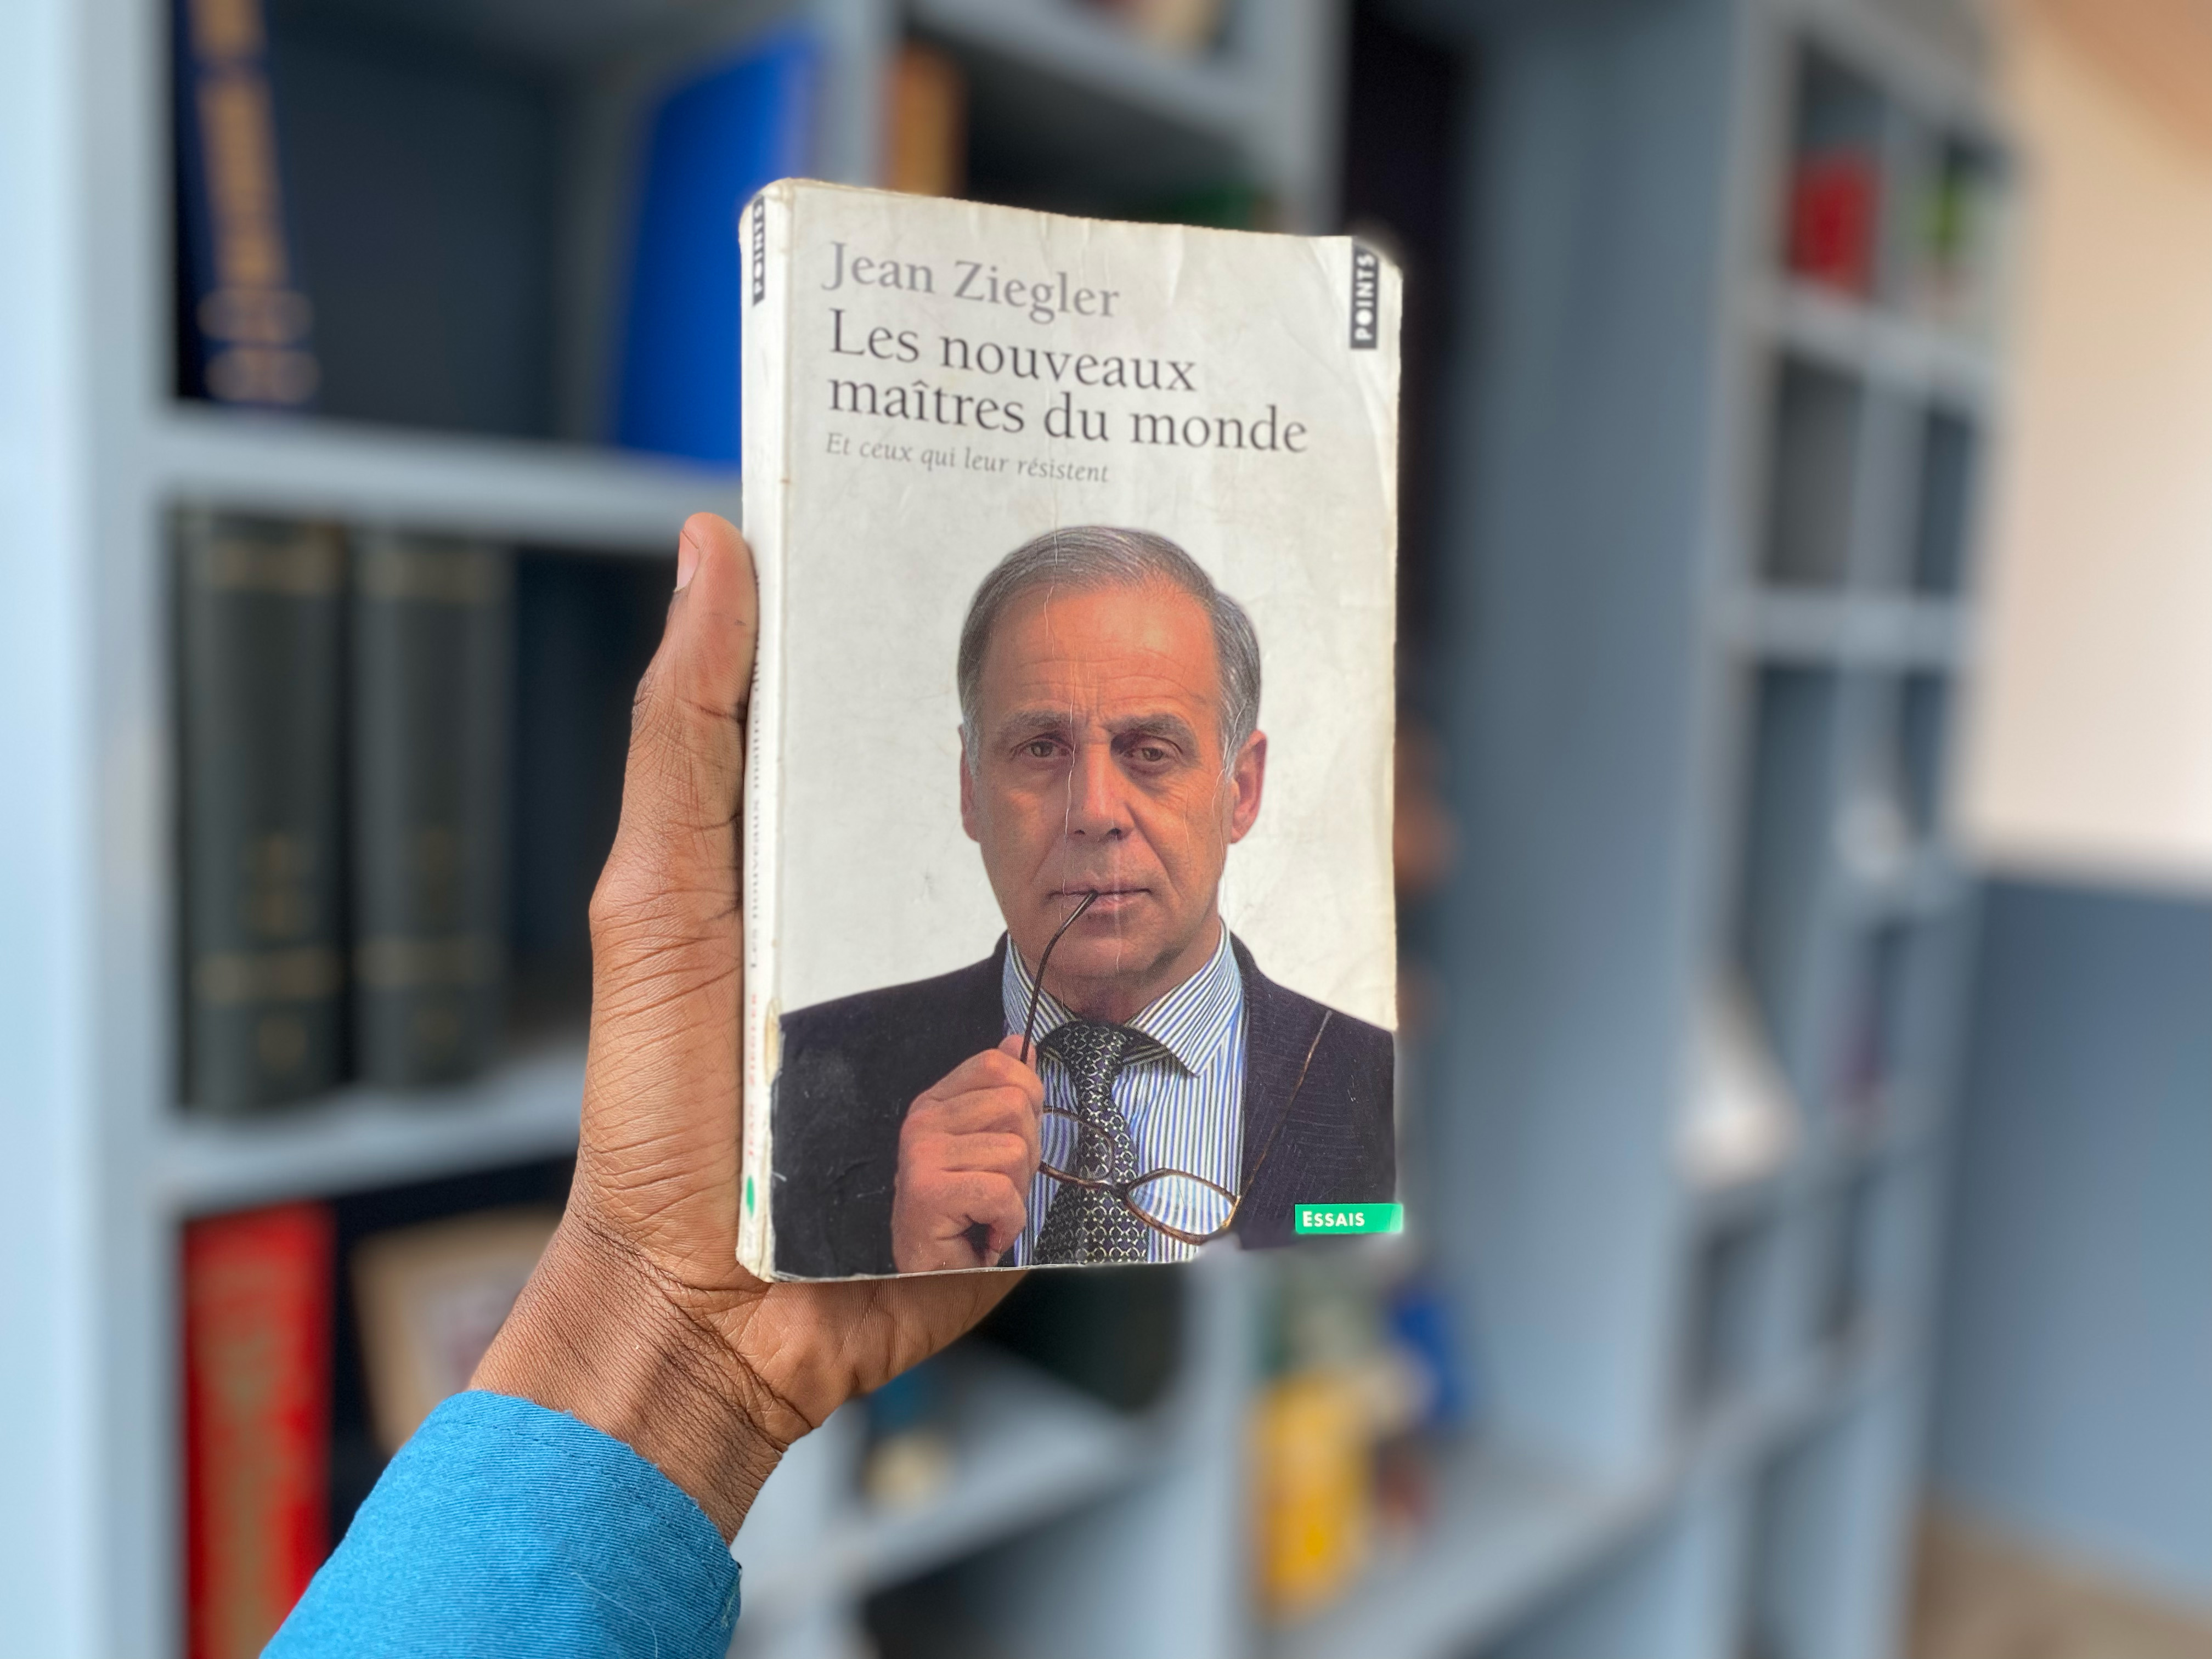 POINTS
POINTS
Jean Ziegler
Les nouveaux
maîtres du monde
Et ceux qui leur résistent
ESSAIS